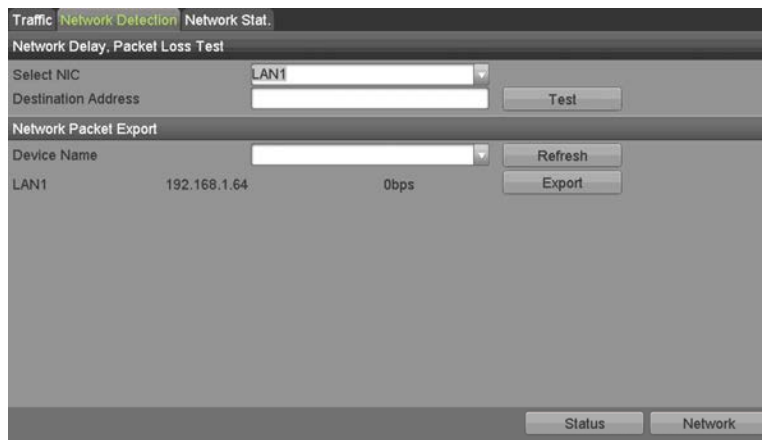 Traffic Network Detection Network Stat.
Network Delay, Packet Loss Test
Select NIC LAN1
Destination Address Test
Network Packet Export
Device Name Refresh
LAN1 192.168.1.64 0bps Export
Status Network